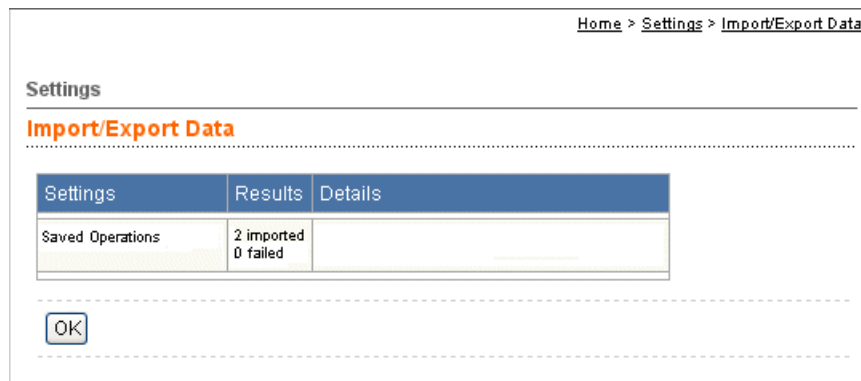 Home > Settings > Import/Export Data
Settings
Import/Export Data
Settings Results Details
Saved Operations 2 imported
0 failed
OK